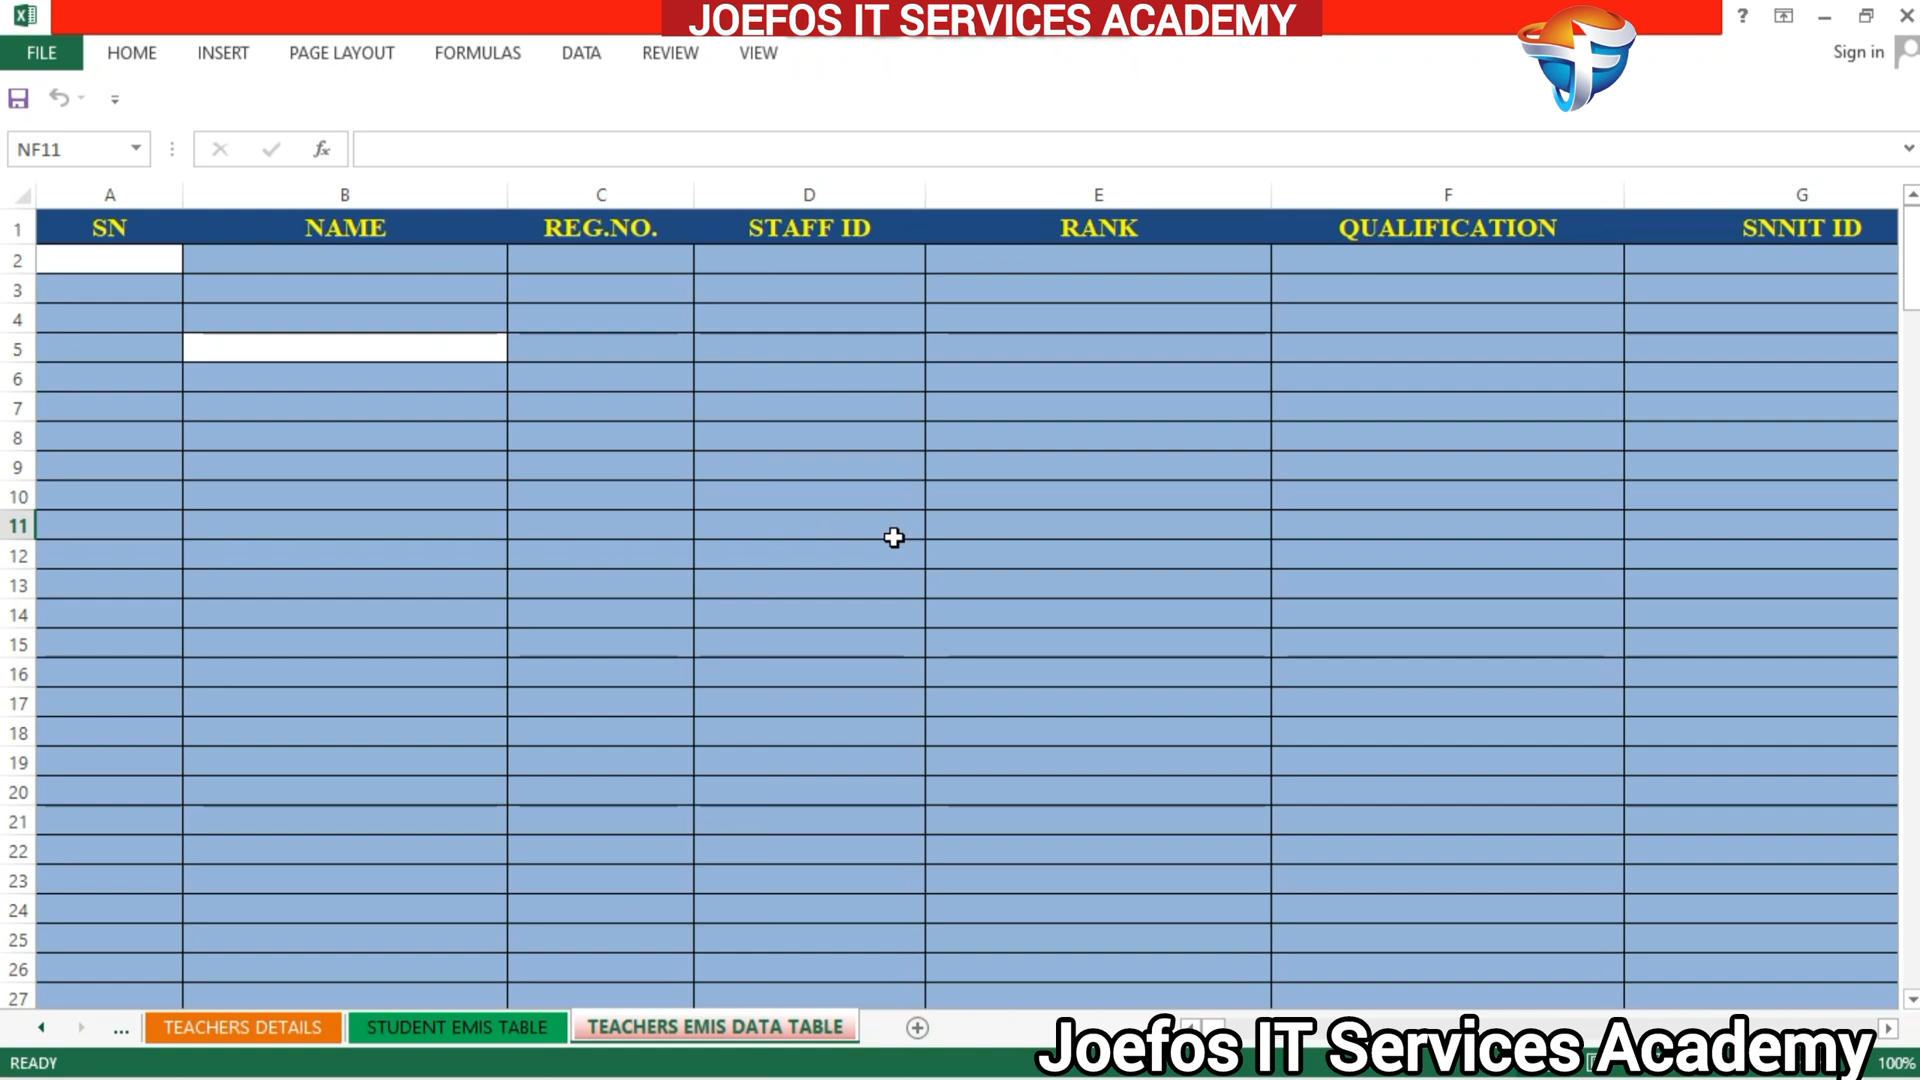 JOEFOS IT SERVICES ACADEMY
?
FILE HOME INSERT PAGE LAYOUT FORMULAS DATA REVIEW VIEW
Sign in
NF11
fx
A B C D E F G
1 SN NAME REG.NO. STAFF ID RANK QUALIFICATION SNNIT ID
2
3
4
5
6
7
8
9
10
11
12
13
14
15
16
17
18
19
20
21
22
23
24
25
26
27
... TEACHERS DETAILS STUDENT EMIS TABLE TEACHERS EMIS DATA TABLE
Joefos IT Services Academy
READY
100%